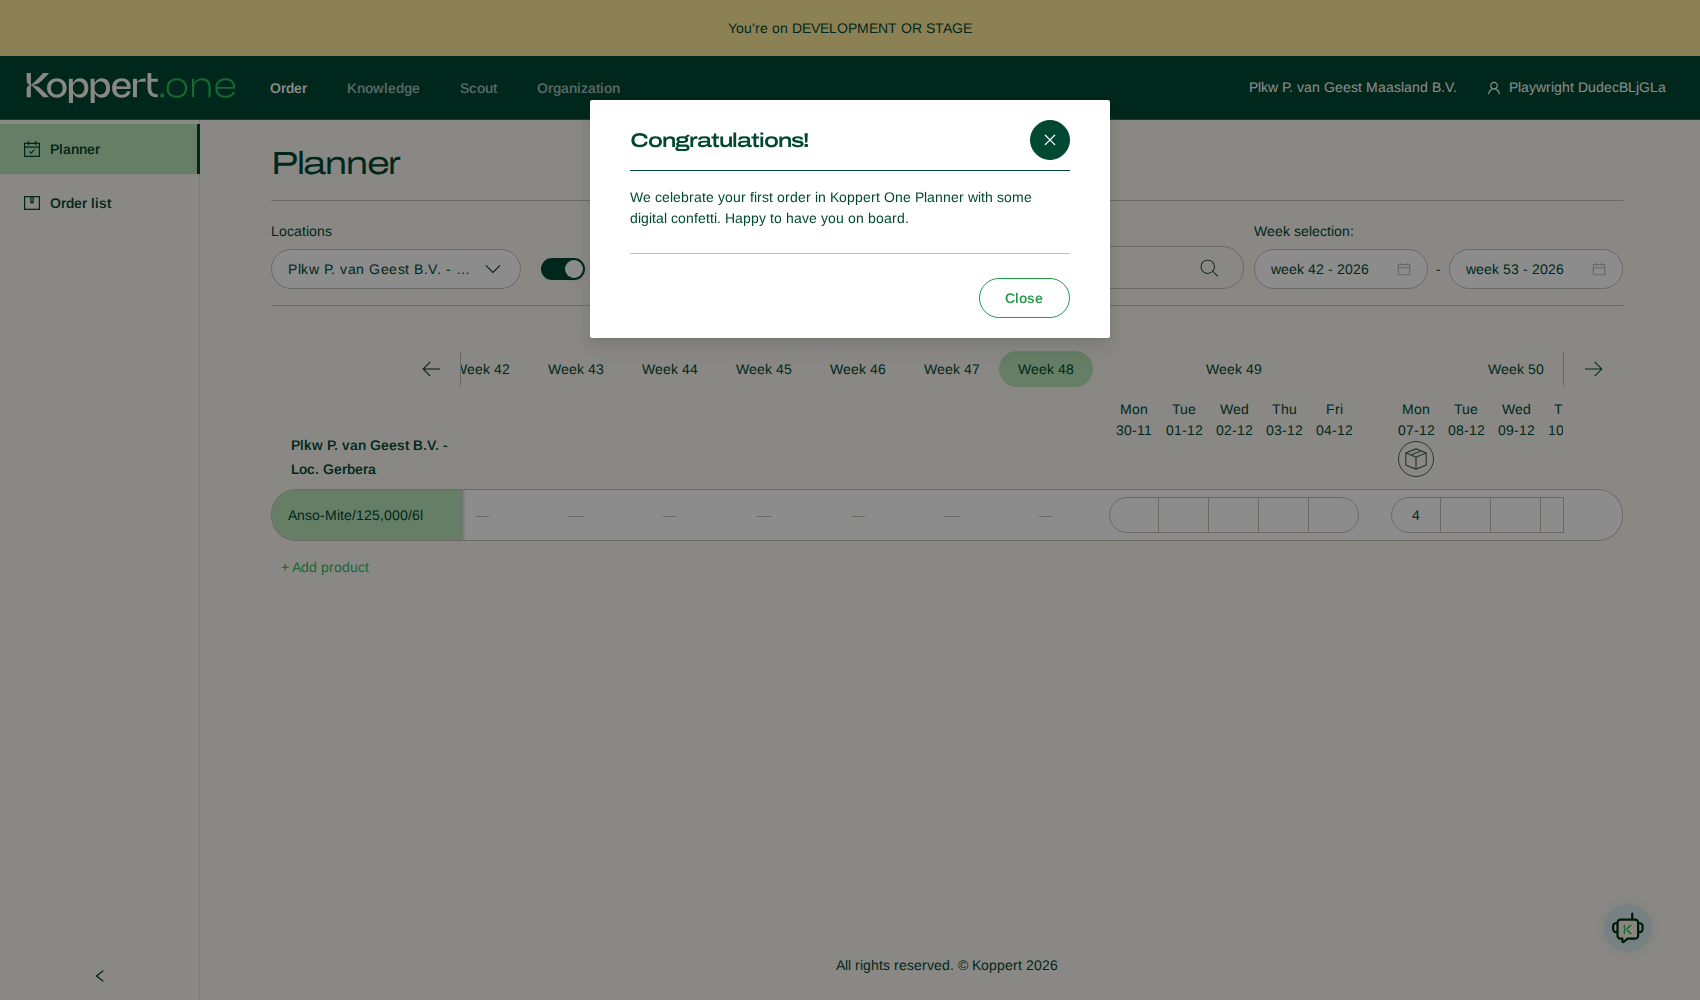 You're on DEVELOPMENT OR STAGE
Koppert.one
Order
Knowledge
Scout
Organization
Plkw P. van Geest Maasland B.V.
Playwright DudecBLjGLa
Planner
Order list
Planner
Congratulations!
We celebrate your first order in Koppert One Planner with some
digital confetti. Happy to have you on board.
Close
Locations
Plkw P. van Geest B.V. - ...
Week selection:
week 42 - 2026
-
week 53 - 2026
Week 42
Week 43
Week 44
Week 45
Week 46
Week 47
Week 48
Week 49
Week 50
Mon Tue Wed Thu Fri Mon Tue Wed T
30-11 01-12 02-12 03-12 04-12 07-12 08-12 09-12 10
Plkw P. van Geest B.V. -
Loc. Gerbera
Anso-Mite/125,000/6l
— — — — — — — 4
+ Add product
K
All rights reserved. © Koppert 2026